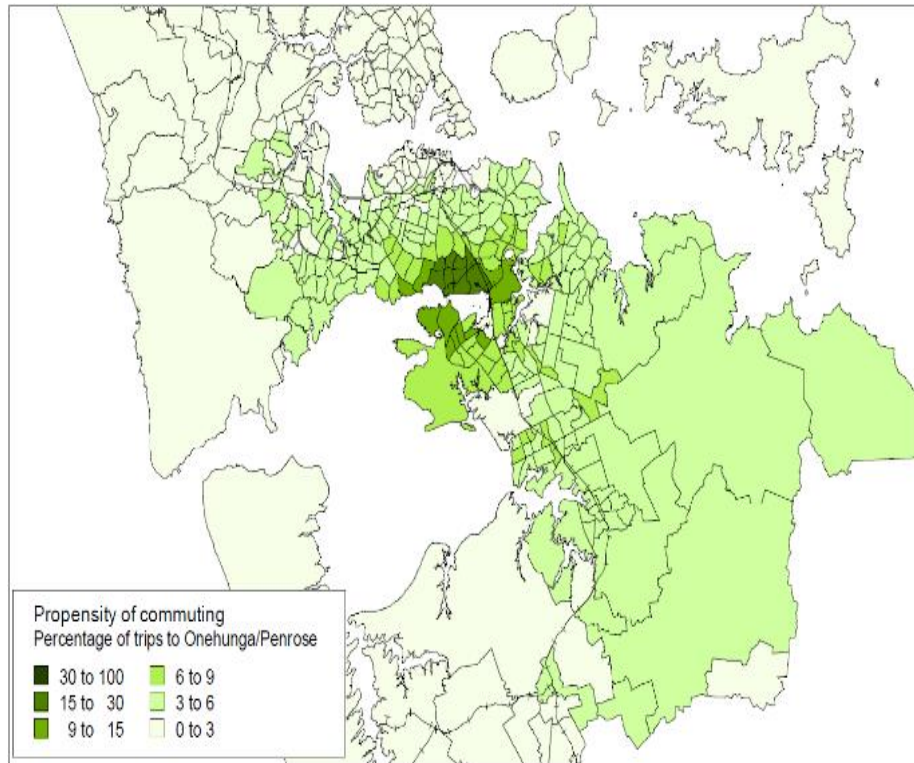 Propensity of commuting
Percentage of trips to Onehunga/Penrose
30 to 100
15 to 30
9 to 15
6 to 9
3 to 6
0 to 3